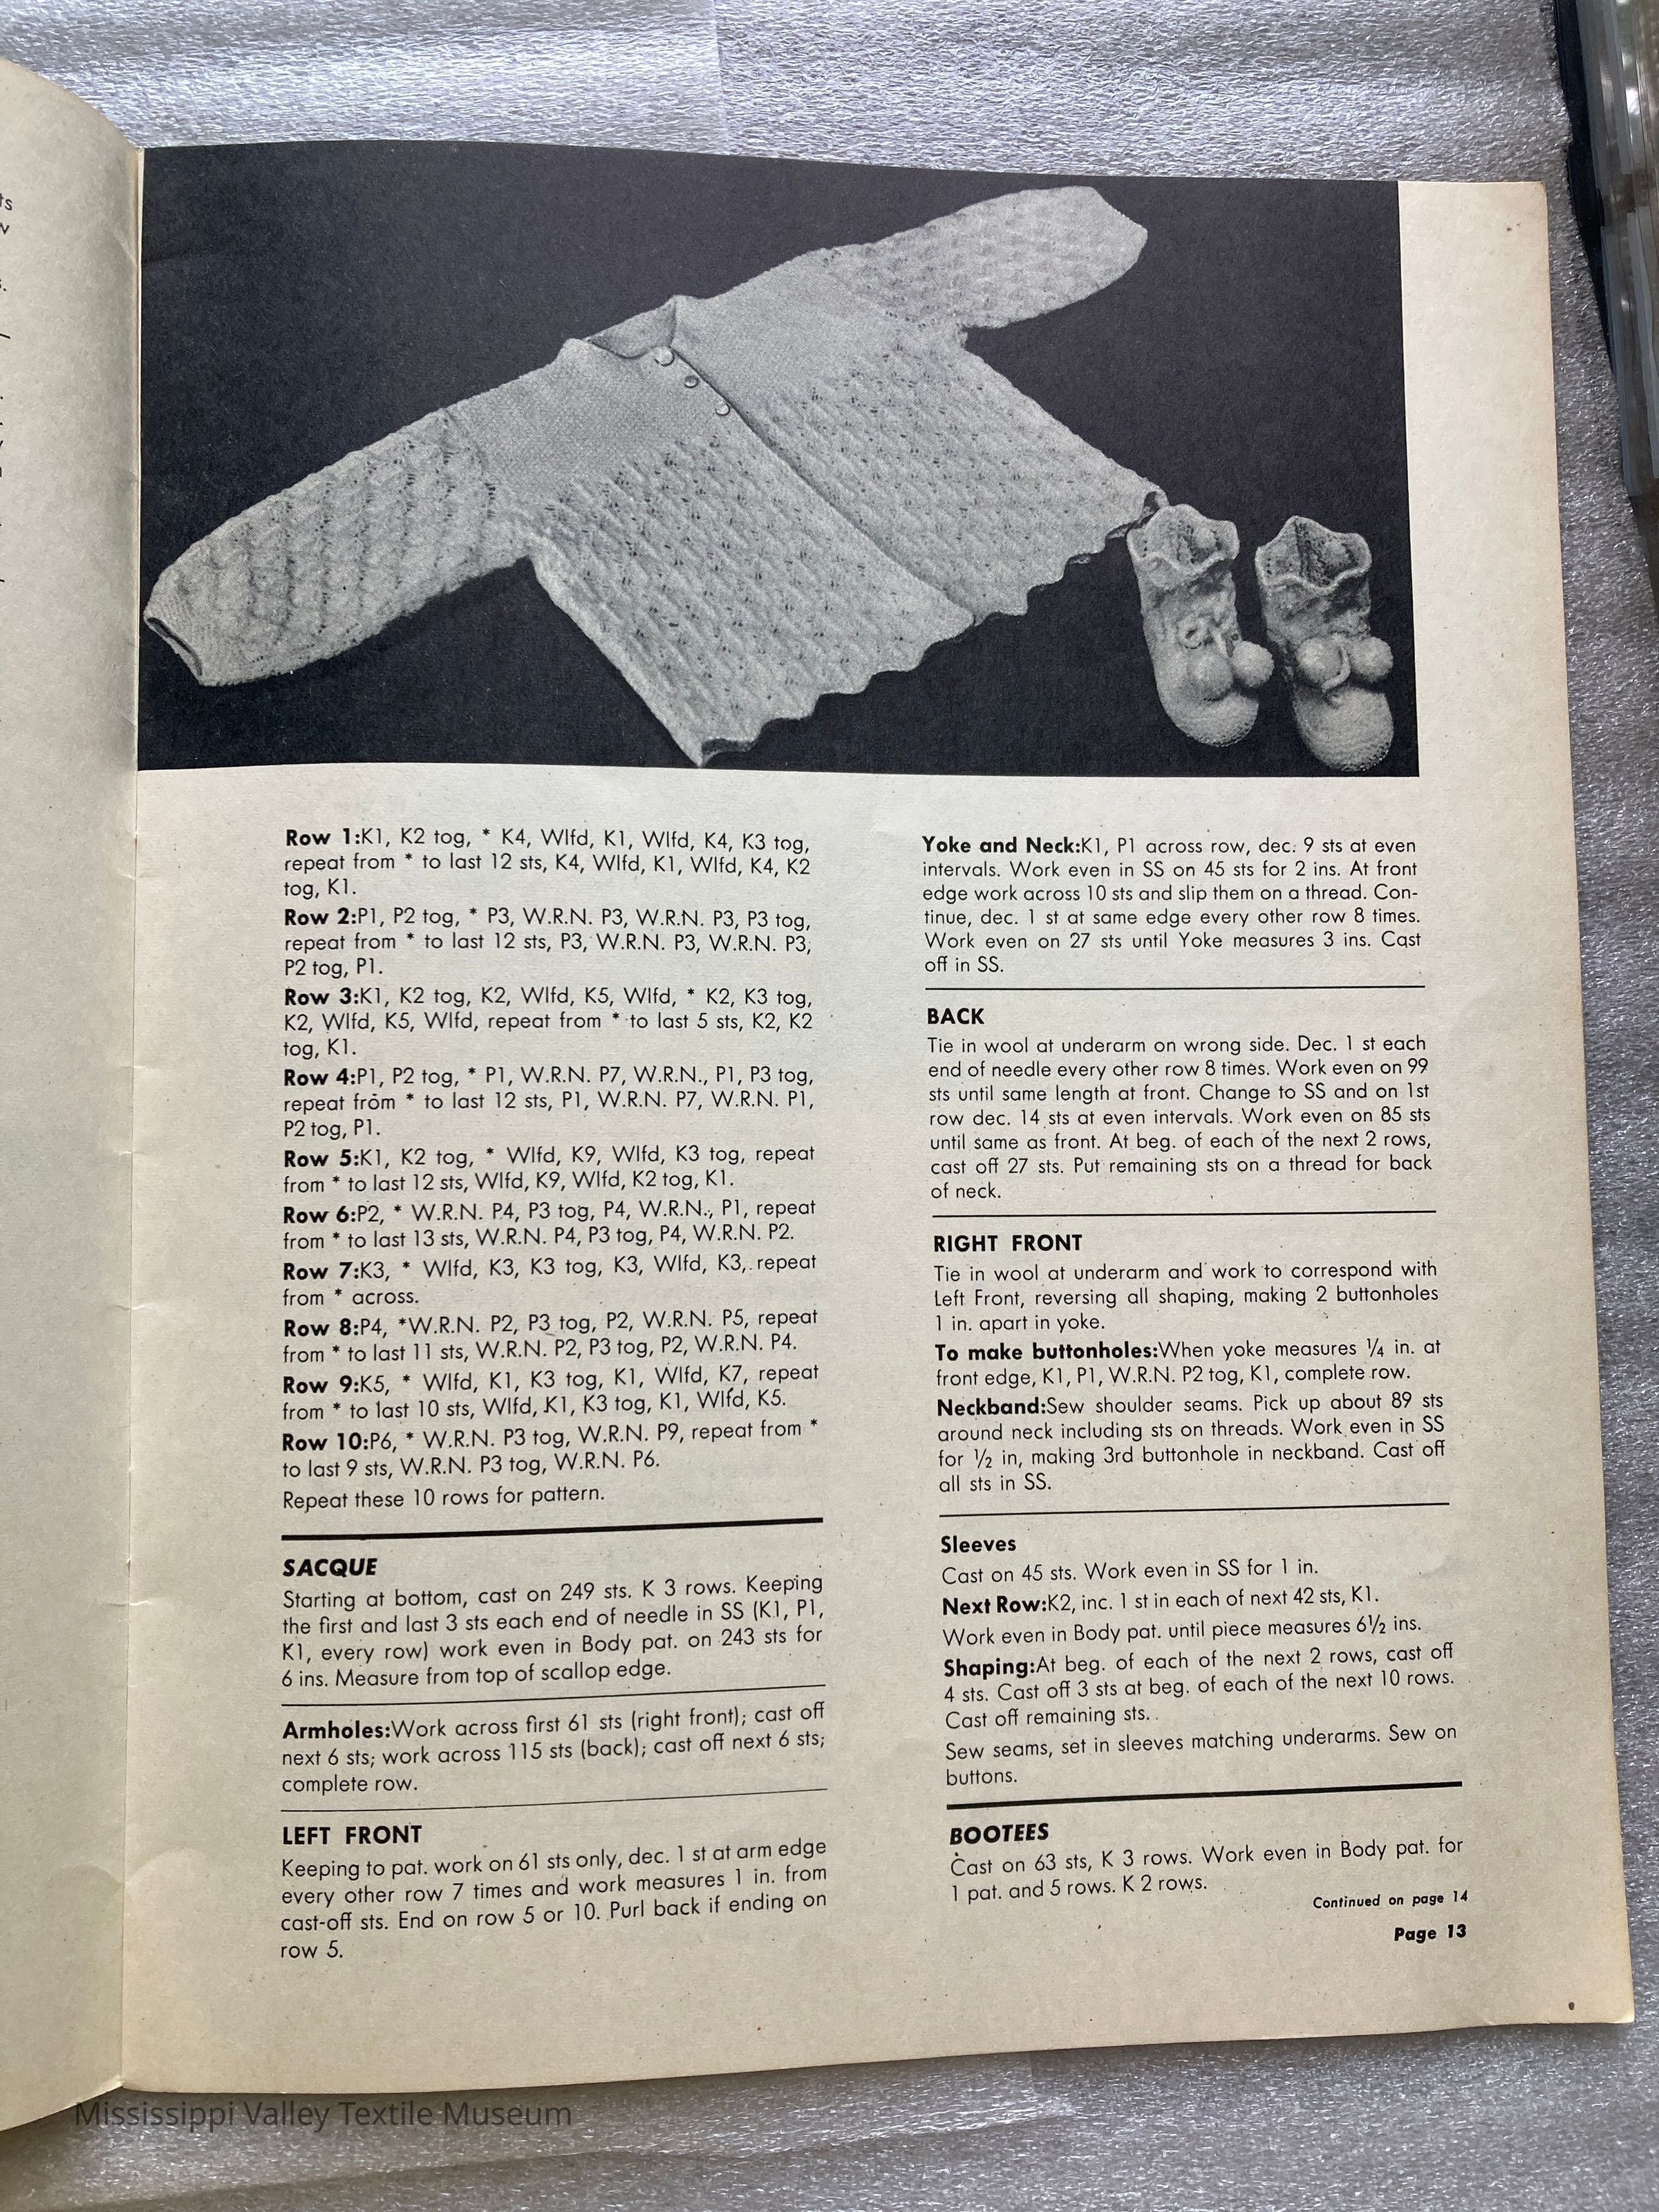 ts
w
s.
Row 1:K1, K2 tog, * K4, Wlfd, K1, Wlfd, K4, K3 tog,
repeat from * to last 12 sts, K4, Wlfd, K1, Wlfd, K4, K2
tog, K1.
Row 2:P1, P2 tog, * P3, W.R.N. P3, W.R.N. P3, P3 tog,
repeat from * to last 12 sts, P3, W.R.N. P3, W.R.N. P3,
P2 tog, P1.
Row 3:K1, K2 tog, K2, Wlfd, K5, Wlfd, * K2, K3 tog,
K2, Wlfd, K5, Wlfd, repeat from * to last 5 sts, K2, K2
tog, K1.
Row 4:P1, P2 tog, * P1, W.R.N. P7, W.R.N., P1, P3 tog,
repeat from * to last 12 sts, P1, W.R.N. P7, W.R.N. P1,
P2 tog, P1.
Row 5:K1, K2 tog, * Wlfd, K9, Wlfd, K3 tog, repeat
from * to last 12 sts, Wlfd, K9, Wlfd, K2 tog, K1.
Row 6:P2, * W.R.N. P4, P3 tog, P4, W.R.N., P1, repeat
from * to last 13 sts, W.R.N. P4, P3 tog, P4, W.R.N. P2.
Row 7:K3, * Wlfd, K3, K3 tog, K3, Wlfd, K3, repeat
from * across.
Row 8:P4, *W.R.N. P2, P3 tog, P2, W.R.N. P5, repeat
from * to last 11 sts, W.R.N. P2, P3 tog, P2, W.R.N. P4.
Row 9:K5, * Wlfd, K1, K3 tog, K1, Wlfd, K7, repeat
from * to last 10 sts, Wlfd, K1, K3 tog, K1, Wlfd, K5.
Row 10:P6, * W.R.N. P3 tog, W.R.N. P9, repeat from *
to last 9 sts, W.R.N. P3 tog, W.R.N. P6.
Repeat these 10 rows for pattern.
SACQUE
Starting at bottom, cast on 249 sts. K 3 rows. Keeping
the first and last 3 sts each end of needle in SS (K1, P1,
K1, every row) work even in Body pat. on 243 sts for
6 ins. Measure from top of scallop edge.
Armholes:Work across first 61 sts (right front); cast off
next 6 sts; work across 115 sts (back); cast off next 6 sts;
complete row.
LEFT FRONT
Keeping to pat. work on 61 sts only, dec. 1 st at arm edge
every other row 7 times and work measures 1 in. from
cast-off sts. End on row 5 or 10. Purl back if ending on
row 5.
Yoke and Neck:K1, P1 across row, dec. 9 sts at even
intervals. Work even in SS on 45 sts for 2 ins. At front
edge work across 10 sts and slip them on a thread. Con-
tinue, dec. 1 st at same edge every other row 8 times.
Work even on 27 sts until Yoke measures 3 ins. Cast
off in SS.
BACK
Tie in wool at underarm on wrong side. Dec. 1 st each
end of needle every other row 8 times. Work even on 99
sts until same length at front. Change to SS and on 1st
row dec. 14 sts at even intervals. Work even on 85 sts
until same as front. At beg. of each of the next 2 rows,
cast off 27 sts. Put remaining sts on a thread for back
of neck.
RIGHT FRONT
Tie in wool at underarm and work to correspond with
Left Front, reversing all shaping, making 2 buttonholes
1 in. apart in yoke.
To make buttonholes:When yoke measures ¼ in. at
front edge, K1, P1, W.R.N. P2 tog, K1, complete row.
Neckband:Sew shoulder seams. Pick up about 89 sts
around neck including sts on threads. Work even in SS
for ½ in, making 3rd buttonhole in neckband. Cast off
all sts in SS.
Sleeves
Cast on 45 sts. Work even in SS for 1 in.
Next Row:K2, inc. 1 st in each of next 42 sts, K1.
Work even in Body pat. until piece measures 6½ ins.
Shaping:At beg. of each of the next 2 rows, cast off
4 sts. Cast off 3 sts at beg. of each of the next 10 rows.
Cast off remaining sts.
Sew seams, set in sleeves matching underarms. Sew on
buttons.
BOOTEES
Cast on 63 sts, K 3 rows. Work even in Body pat. for
1 pat. and 5 rows. K 2 rows.
Continued on page 14
Page 13
Mississippi Valley Textile Museum